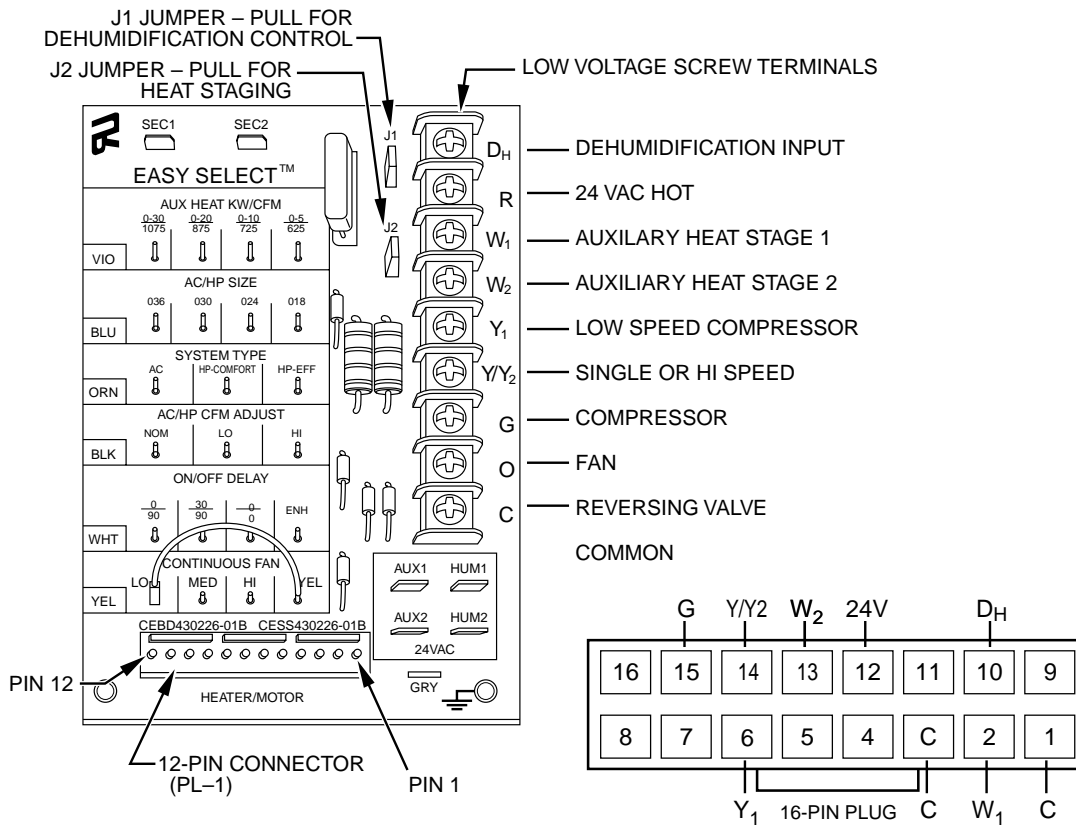 J1 JUMPER – PULL FOR
DEHUMIDIFICATION CONTROL
J2 JUMPER – PULL FOR
HEAT STAGING
LOW VOLTAGE SCREW TERMINALS
SEC1 SEC2
J1
EASY SELECT™
AUX HEAT KW/CFM
0-30 0-20 0-10 0-5
1075 875 725 625
VIO
J2
AC/HP SIZE
036 030 024 018
BLU
SYSTEM TYPE
AC HP-COMFORT HP-EFF
ORN
AC/HP CFM ADJUST
NOM LO HI
BLK
ON/OFF DELAY
0 30 0 ENH
90 90 0
WHT
CONTINUOUS FAN
LO MED HI YEL
YEL
CEBD430226-01B CESS430226-01B
HEATER/MOTOR
PIN 12
12-PIN CONNECTOR
(PL–1)
PIN 1
DH DEHUMIDIFICATION INPUT
R 24 VAC HOT
W1 AUXILARY HEAT STAGE 1
W2 AUXILIARY HEAT STAGE 2
Y1 LOW SPEED COMPRESSOR
Y/Y2 SINGLE OR HI SPEED
G COMPRESSOR
O FAN
C REVERSING VALVE
COMMON
AUX1 HUM1
AUX2 HUM2
24VAC
GRY
G Y/Y2 W2 24V DH
16 15 14 13 12 11 10 9
8 7 6 5 4 C 2 1
Y1 16-PIN PLUG C W1 C